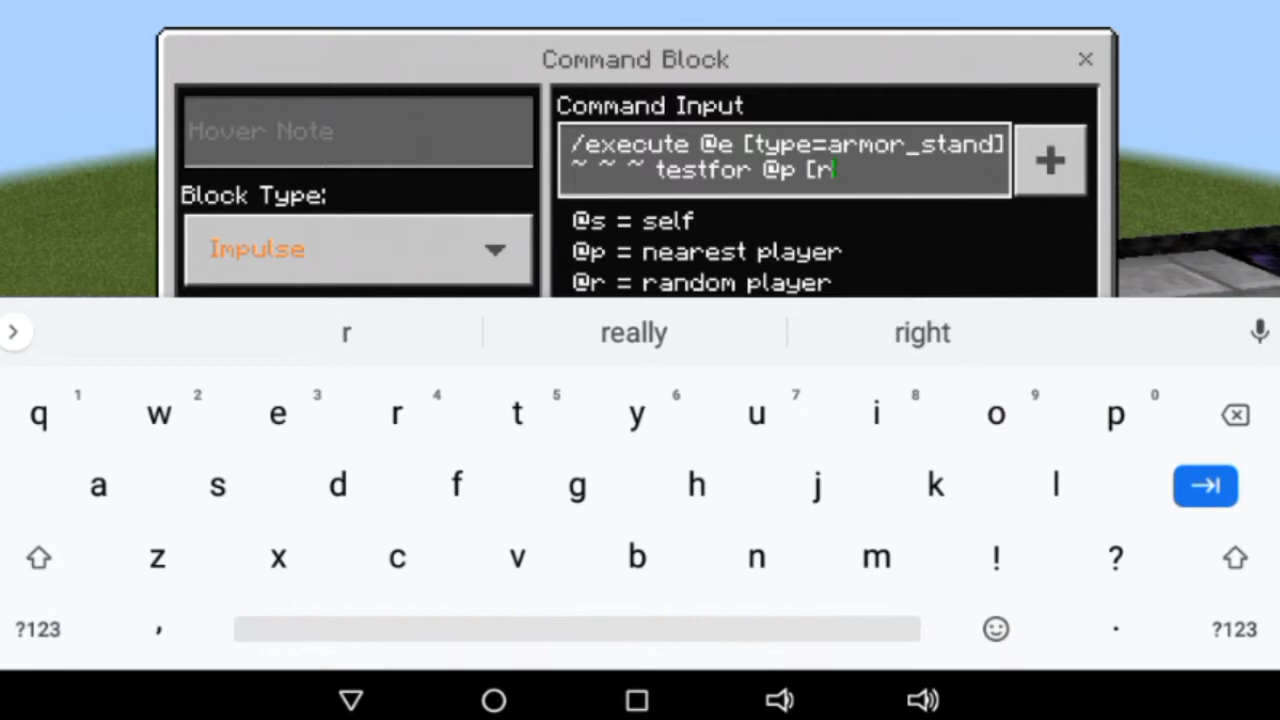 Command Block
Hover Note
Block Type:
Impulse
Command Input
/execute @e [type=armor_stand]
~ ~ ~ testfor @p [r
@s = self
@p = nearest player
@r = random player
r really right
1 2 3 4 5 6 7 8 9 0
q w e r t y u i o p
a s d f g h j k l
z x c v b n m ! ?
?123 , . ?123